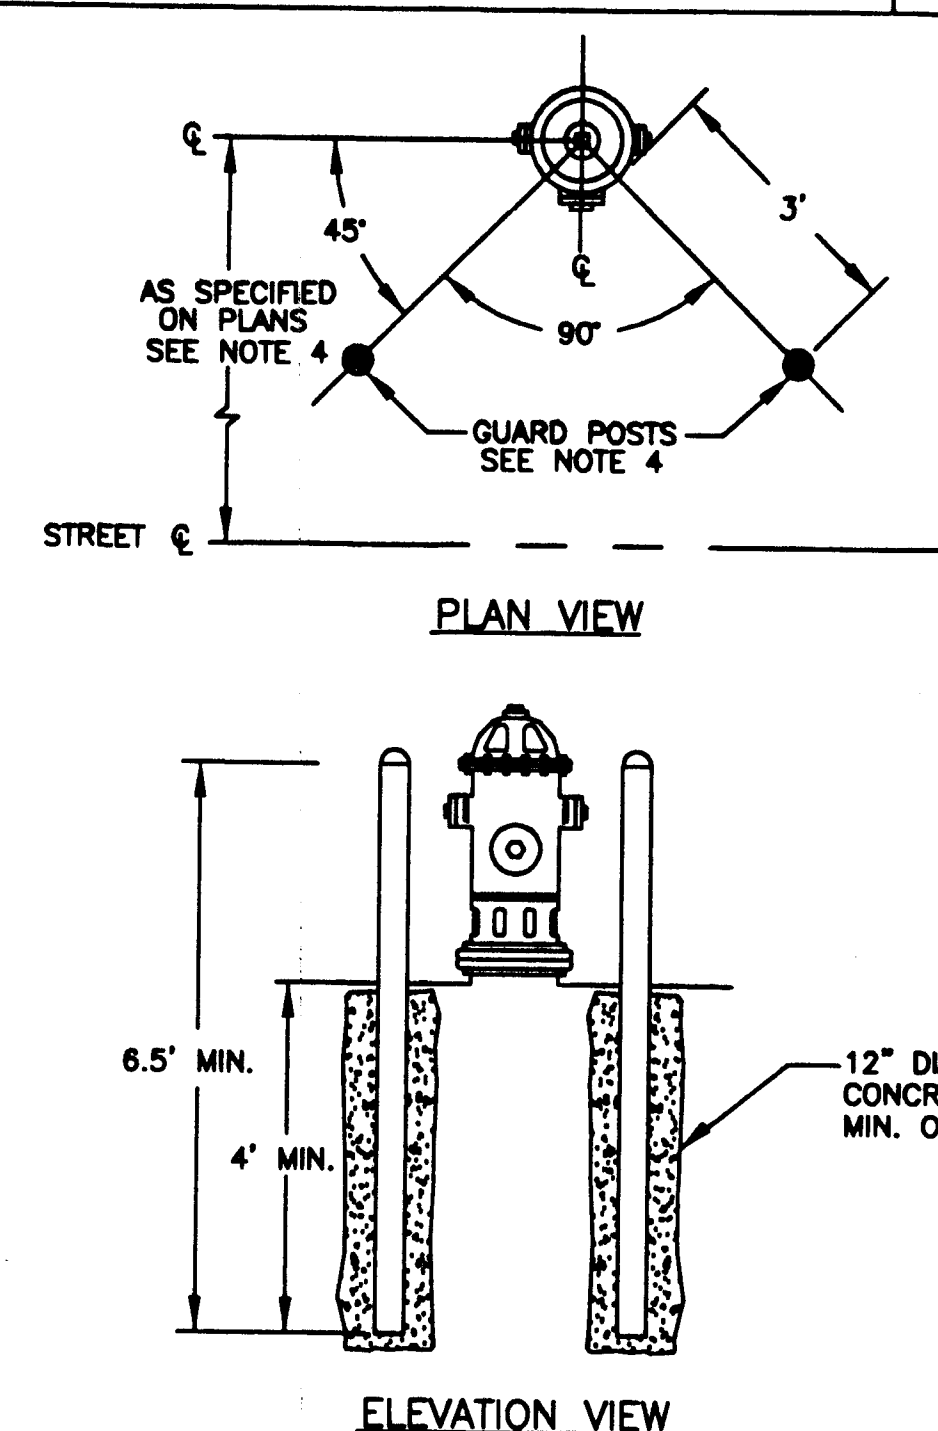 ℄
3'
45°
℄
AS SPECIFIED
ON PLANS
SEE NOTE 4
90°
GUARD POSTS
SEE NOTE 4
STREET ℄
PLAN VIEW
6.5' MIN.
12"
4' MIN.
MIN.
ELEVATION VIEW